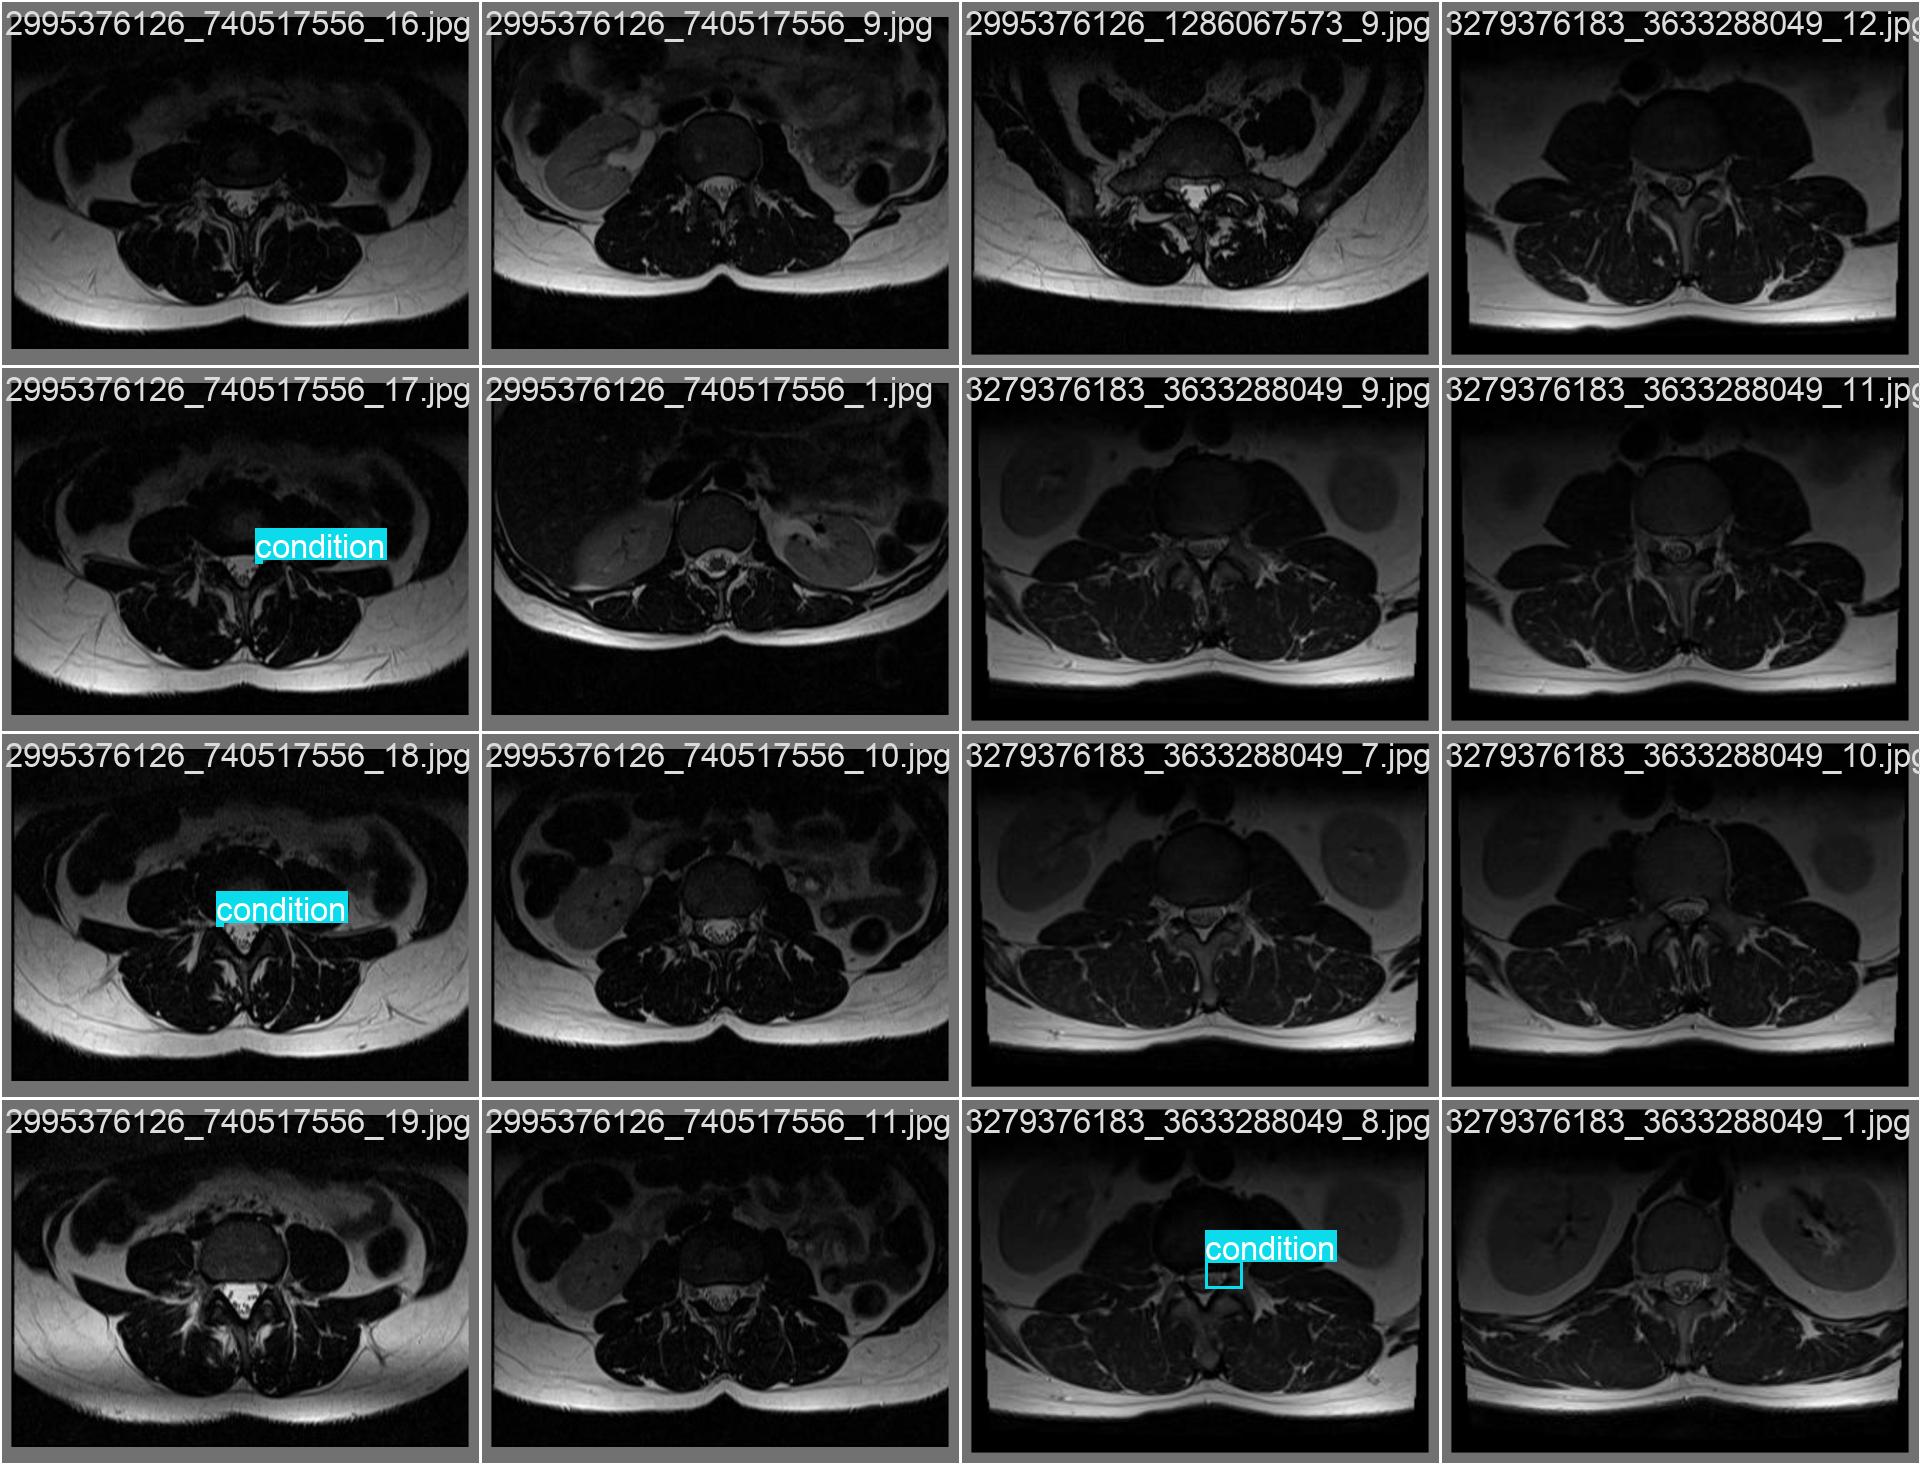 2995376126_740517556_16.jpg
2995376126_740517556_9.jpg
2995376126_1286067573_9.jpg
3279376183_3633288049_12.jpg
2995376126_740517556_17.jpg
condition
2995376126_740517556_1.jpg
3279376183_3633288049_9.jpg
3279376183_3633288049_11.jpg
2995376126_740517556_18.jpg
condition
2995376126_740517556_10.jpg
3279376183_3633288049_7.jpg
3279376183_3633288049_10.jpg
2995376126_740517556_19.jpg
2995376126_740517556_11.jpg
3279376183_3633288049_8.jpg
condition
3279376183_3633288049_1.jpg